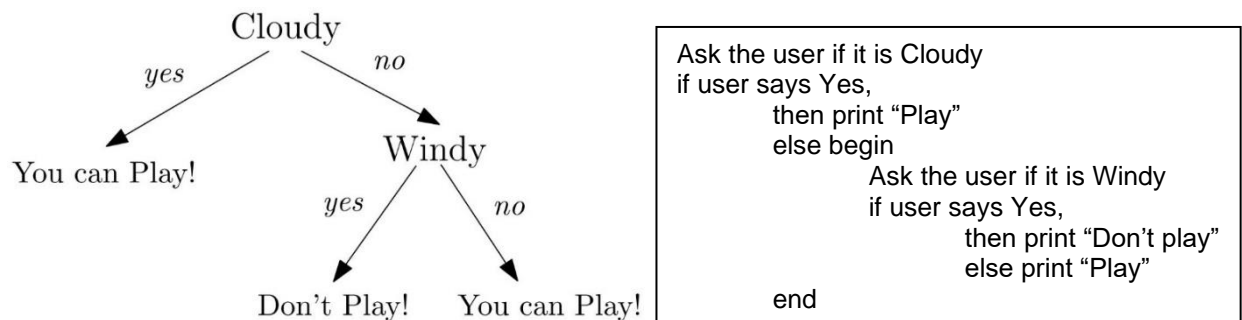 Cloudy
yes
no
You can Play!
Windy
yes
no
Don't Play!
You can Play!
Ask the user if it is Cloudy
if user says Yes,
then print “Play”
else begin
Ask the user if it is Windy
if user says Yes,
then print “Don’t play”
else print “Play”
end